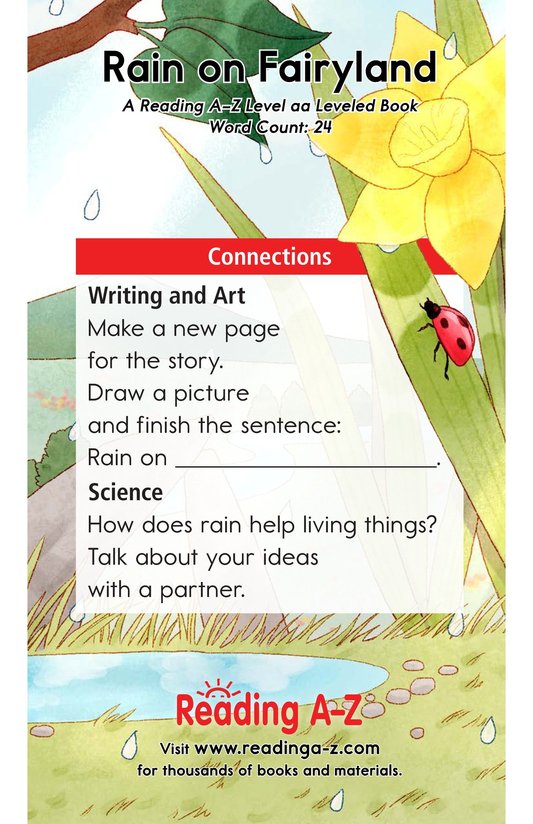 Rain on Fairyland
A Reading A–Z Level aa Leveled Book
Word Count: 24
Connections
Writing and Art
Make a new page
for the story.
Draw a picture
and finish the sentence:
Rain on ____________________.
Science
How does rain help living things?
Talk about your ideas
with a partner.
Reading A-Z
Visit www.readinga-z.com
for thousands of books and materials.